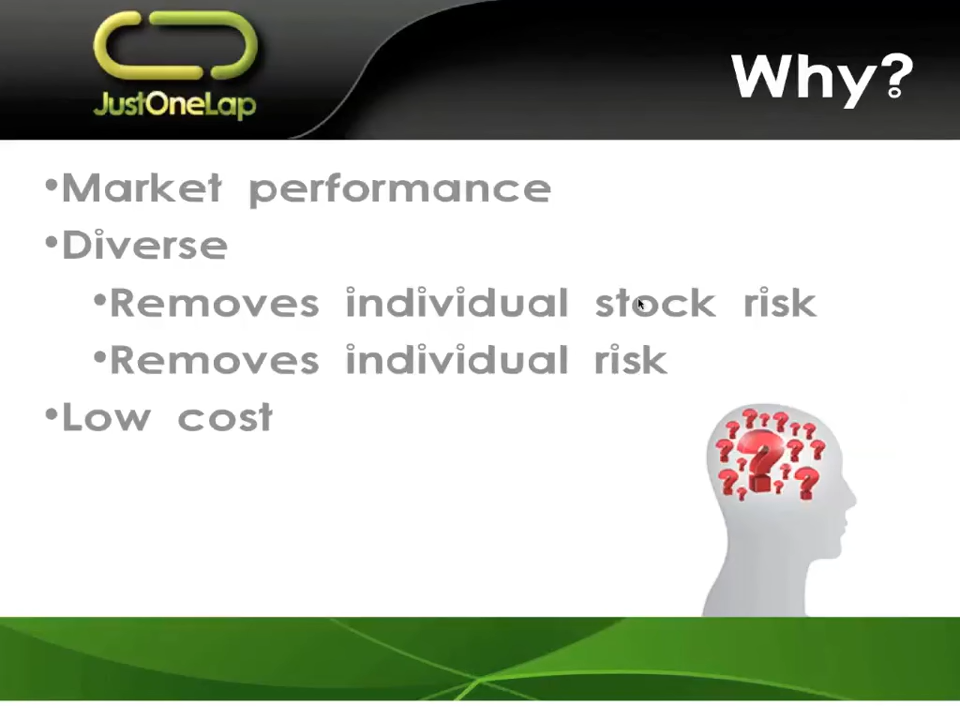 JustOneLap
Why?
•Market performance
•Diverse
•Removes individual stock risk
•Removes individual risk
•Low cost